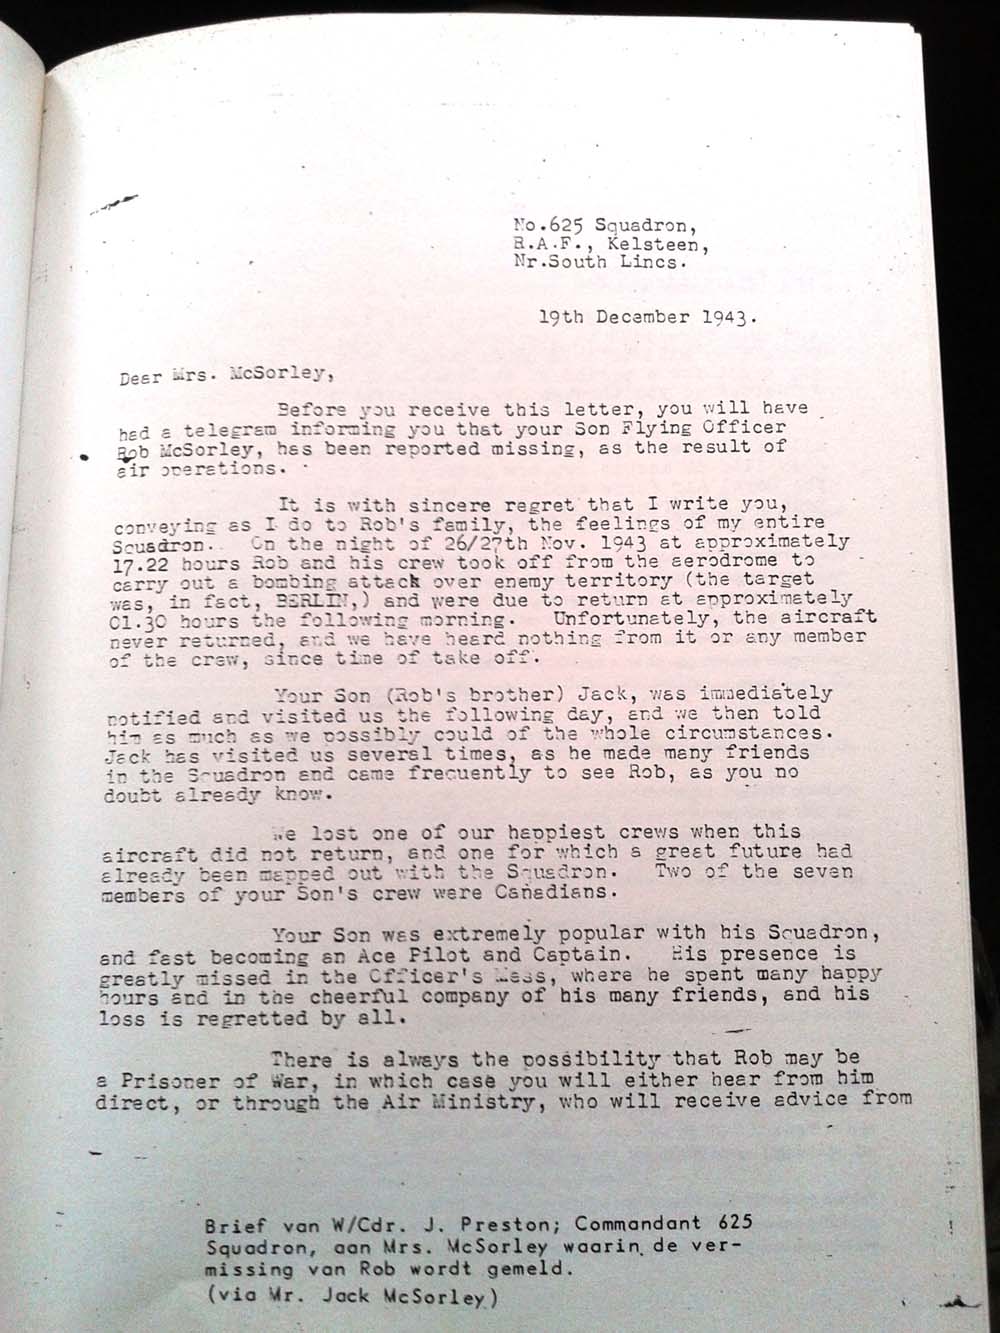 No.625 Squadron,
R.A.F., Kelsteen,
Nr.South Lincs.
19th December 1943.
Dear Mrs. McSorley,
Before you receive this letter, you will have
had a telegram informing you that your Son Flying Officer
Rob McSorley, has been reported missing, as the result of
air operations.
It is with sincere regret that I write you,
conveying as I do to Rob's family, the feelings of my entire
Squadron. On the night of 26/27th Nov. 1943 at approximately
17.22 hours Rob and his crew took off from the aerodrome to
carry out a bombing attack over enemy territory (the target
was, in fact, BERLIN,) and were due to return at approximately
01.30 hours the following morning. Unfortunately, the aircraft
never returned, and we have heard nothing from it or any member
of the crew, since time of take off.
Your Son (Rob's brother) Jack, was immediately
notified and visited us the following day, and we then told
him as much as we possibly could of the whole circumstances.
Jack has visited us several times, as he made many friends
in the Squadron and came frequently to see Rob, as you no
doubt already know.
We lost one of our happiest crews when this
aircraft did not return, and one for which a great future had
already been mapped out with the Squadron. Two of the seven
members of your Son's crew were Canadians.
Your Son was extremely popular with his Squadron,
and fast becoming an Ace Pilot and Captain. His presence is
greatly missed in the Officer's Mess, where he spent many happy
hours and in the cheerful company of his many friends, and his
loss is regretted by all.
There is always the possibility that Rob may be
a Prisoner of War, in which case you will either hear from him
direct, or through the Air Ministry, who will receive advice from
Brief van W/Cdr. J. Preston; Commandant 625
Squadron, aan Mrs. McSorley waarin de ver-
missing van Rob wordt gemeld.
(via Mr. Jack McSorley)